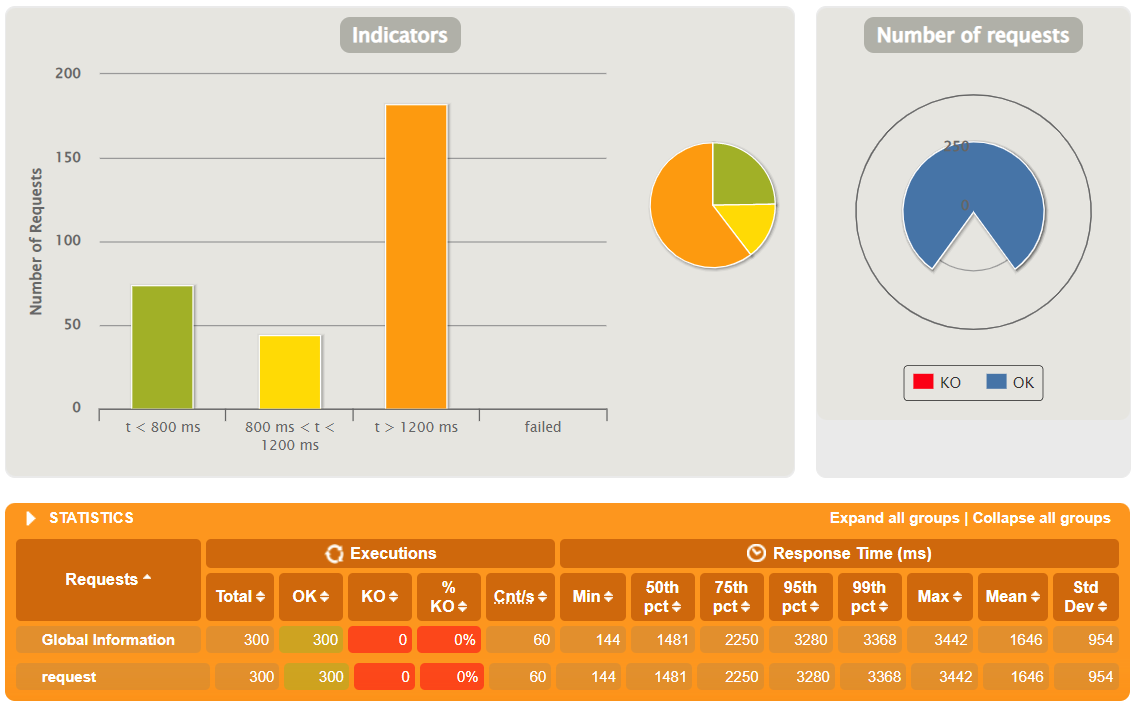 Indicators
Number of Requests
200
150
100
50
0
t < 800 ms
800 ms < t <
1200 ms
t > 1200 ms
failed
Number of requests
250
0
KO OK
STATISTICS
Expand all groups | Collapse all groups
Requests
Executions
Response Time (ms)
Total OK KO % KO Cnt/s Min 50th pct 75th pct 95th pct 99th pct Max Mean Std Dev
Global Information 300 300 0 0% 60 144 1481 2250 3280 3368 3442 1646 954
request 300 300 0 0% 60 144 1481 2250 3280 3368 3442 1646 954